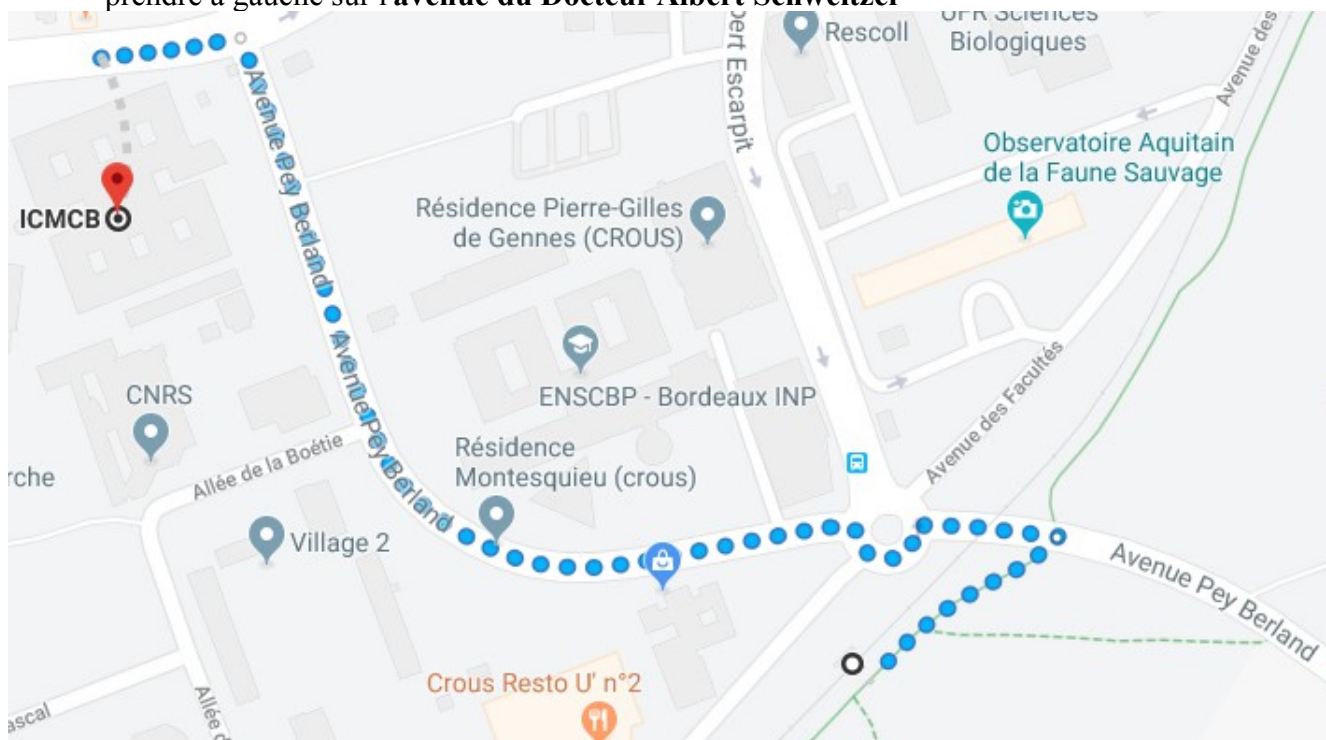 prendre à gauche sur l'avenue du Docteur Albert Schweitzer
Rescoll
UFR Sciences
Biologiques
Avenue des
Escarpit
Observatoire Aquitain
de la Faune Sauvage
Avenue Pey Berland
ICMCB
Résidence Pierre-Gilles
de Gennes (CROUS)
Avenue Pey Berland
CNRS
ENSCBP - Bordeaux INP
Avenue des Facultés
Résidence
Montesquieu (crous)
Allée de la Boétie
rche
Village 2
Avenue Pey Berland
Crous Resto U' n°2
ascal
Allée d